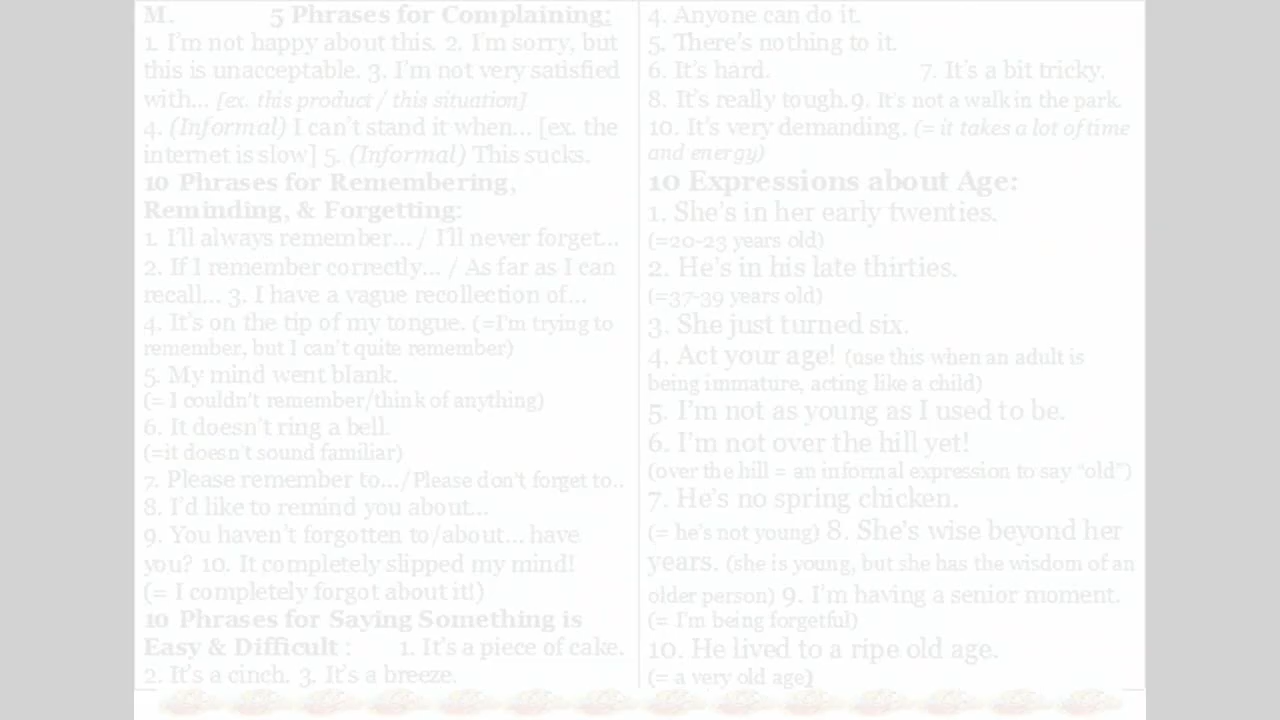 M. 5 Phrases for Complaining:
1. I'm not happy about this. 2. I'm sorry, but
this is unacceptable. 3. I'm not very satisfied
with... [ex. this product / this situation]
4. (Informal) I can't stand it when... [ex. the
internet is slow] 5. (Informal) This sucks.
10 Phrases for Remembering,
Reminding, & Forgetting:
1. I'll always remember... / I'll never forget...
2. If I remember correctly... / As far as I can
recall... 3. I have a vague recollection of...
4. It's on the tip of my tongue. (=I'm trying to
remember, but I can't quite remember)
5. My mind went blank.
(= I couldn't remember/think of anything)
6. It doesn't ring a bell.
(=it doesn't sound familiar)
7. Please remember to.../Please don't forget to..
8. I'd like to remind you about...
9. You haven't forgotten to/about... have
you? 10. It completely slipped my mind!
(= I completely forgot about it!)
10 Phrases for Saying Something is
Easy & Difficult : 1. It's a piece of cake.
2. It's a cinch. 3. It's a breeze.
4. Anyone can do it.
5. There's nothing to it.
6. It's hard. 7. It's a bit tricky.
8. It's really tough.9. It's not a walk in the park.
10. It's very demanding. (= it takes a lot of time
and energy)
10 Expressions about Age:
1. She's in her early twenties.
(=20-23 years old)
2. He's in his late thirties.
(=37-39 years old)
3. She just turned six.
4. Act your age! (use this when an adult is
being immature, acting like a child)
5. I'm not as young as I used to be.
6. I'm not over the hill yet!
(over the hill = an informal expression to say "old")
7. He's no spring chicken.
(= he's not young) 8. She's wise beyond her
years. (she is young, but she has the wisdom of an
older person) 9. I'm having a senior moment.
(= I'm being forgetful)
10. He lived to a ripe old age.
(= a very old age)